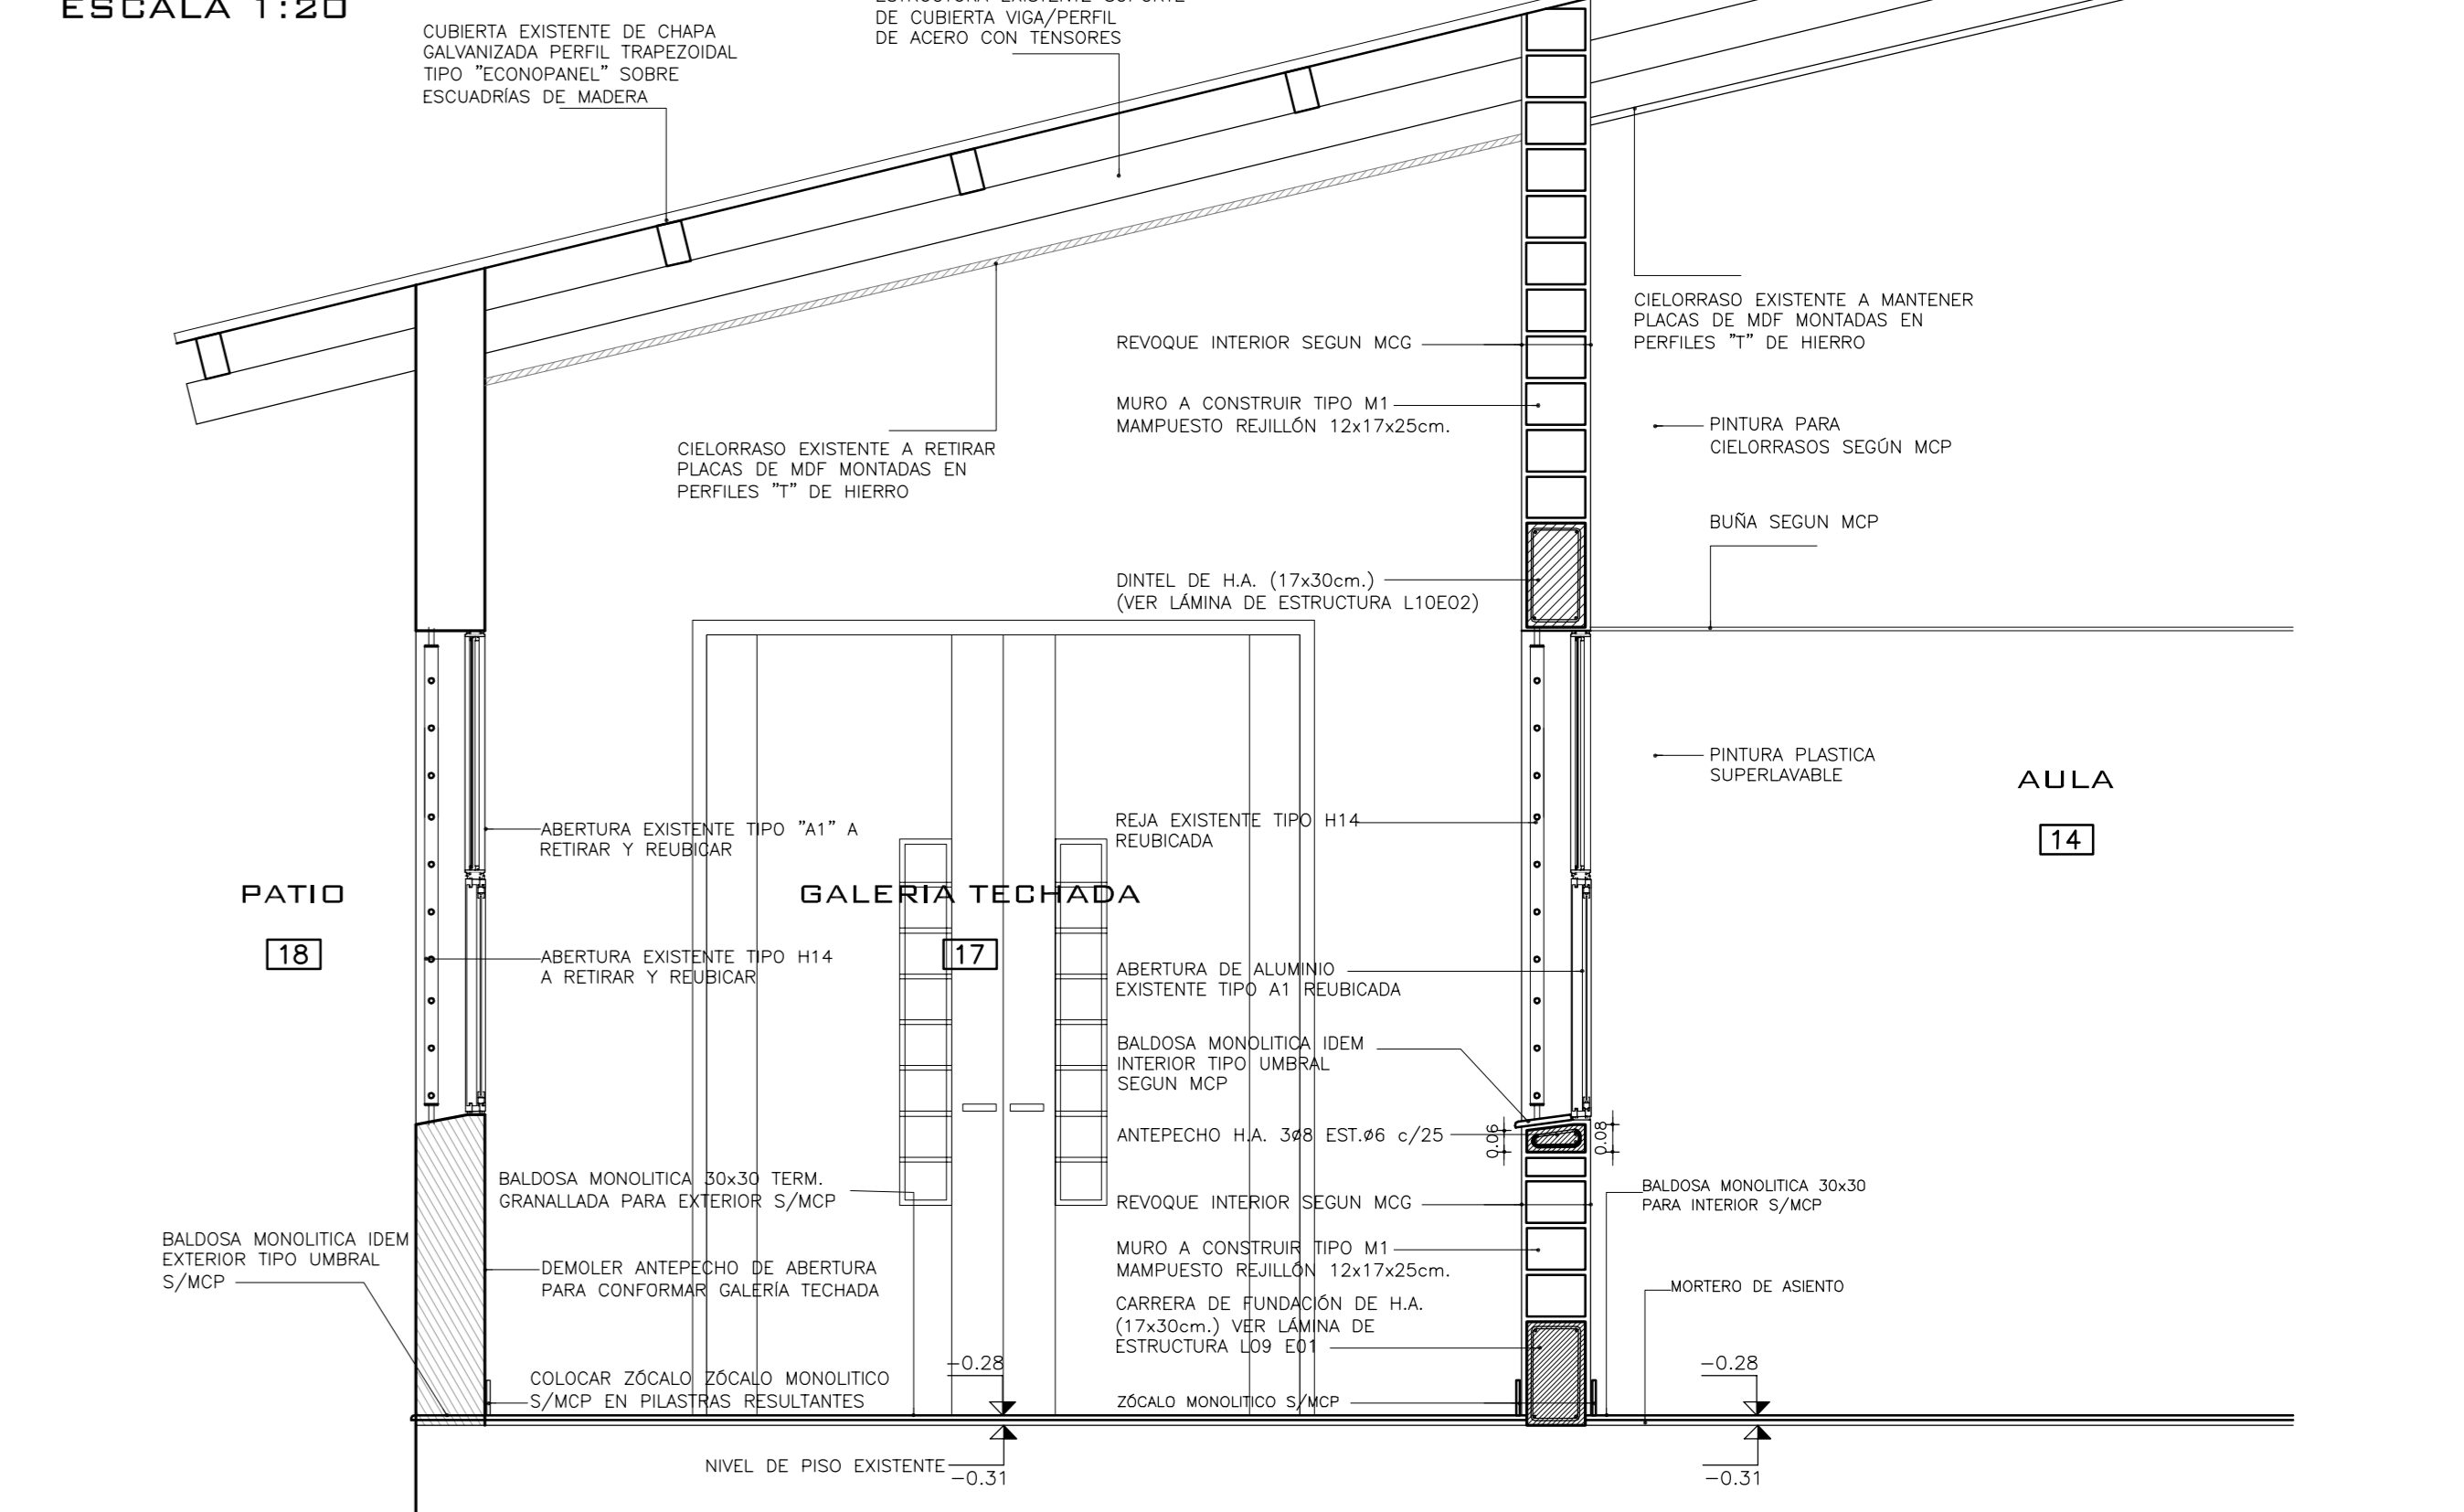 ESCALA 1:20
ESTRUCTURA EXISTENTE SOPORTE
DE CUBIERTA VIGA/PERFIL
DE ACERO CON TENSORES
CUBIERTA EXISTENTE DE CHAPA
GALVANIZADA PERFIL TRAPEZOIDAL
TIPO "ECONOPANEL" SOBRE
ESCUADRÍAS DE MADERA
CIELORRASO EXISTENTE A MANTENER
PLACAS DE MDF MONTADAS EN
PERFILES "T" DE HIERRO
REVOQUE INTERIOR SEGUN MCG
MURO A CONSTRUIR TIPO M1
MAMPUESTO REJILLÓN 12x17x25cm.
PINTURA PARA
CIELORRASOS SEGÚN MCP
CIELORRASO EXISTENTE A RETIRAR
PLACAS DE MDF MONTADAS EN
PERFILES "T" DE HIERRO
BUÑA SEGUN MCP
DINTEL DE H.A. (17x30cm.)
(VER LÁMINA DE ESTRUCTURA L10E02)
PINTURA PLASTICA
SUPERLAVABLE
AULA
14
ABERTURA EXISTENTE TIPO "A1" A
RETIRAR Y REUBICAR
REJA EXISTENTE TIPO H14
REUBICADA
PATIO
18
GALERIA TECHADA
17
ABERTURA EXISTENTE TIPO H14
A RETIRAR Y REUBICAR
ABERTURA DE ALUMINIO
EXISTENTE TIPO A1 REUBICADA
BALDOSA MONOLITICA IDEM
INTERIOR TIPO UMBRAL
SEGUN MCP
ANTEPECHO H.A. 3ø8 EST.ø6 c/25
0.06
0.08
BALDOSA MONOLITICA 30x30 TERM.
GRANALLADA PARA EXTERIOR S/MCP
REVOQUE INTERIOR SEGUN MCG
BALDOSA MONOLITICA 30x30
PARA INTERIOR S/MCP
BALDOSA MONOLITICA IDEM
EXTERIOR TIPO UMBRAL
S/MCP
DEMOLER ANTEPECHO DE ABERTURA
PARA CONFORMAR GALERÍA TECHADA
MURO A CONSTRUIR TIPO M1
MAMPUESTO REJILLÓN 12x17x25cm.
MORTERO DE ASIENTO
CARRERA DE FUNDACIÓN DE H.A.
(17x30cm.) VER LÁMINA DE
ESTRUCTURA L09 E01
-0.28
-0.28
COLOCAR ZÓCALO ZÓCALO MONOLITICO
S/MCP EN PILASTRAS RESULTANTES
ZÓCALO MONOLITICO S/MCP
NIVEL DE PISO EXISTENTE
-0.31
-0.31